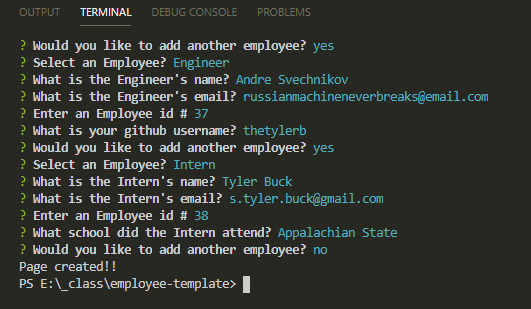 OUTPUT TERMINAL DEBUG CONSOLE PROBLEMS
? Would you like to add another employee? yes
? Select an Employee? Engineer
? What is the Engineer's name? Andre Svechnikov
? What is the Engineer's email? russianmachineneverbreaks@email.com
? Enter an Employee id # 37
? What is your github username? thetylerb
? Would you like to add another employee? yes
? Select an Employee? Intern
? What is the Intern's name? Tyler Buck
? What is the Intern's email? s.tyler.buck@gmail.com
? Enter an Employee id # 38
? What school did the Intern attend? Appalachian State
? Would you like to add another employee? no
Page created!!
PS E:\_class\employee-template>